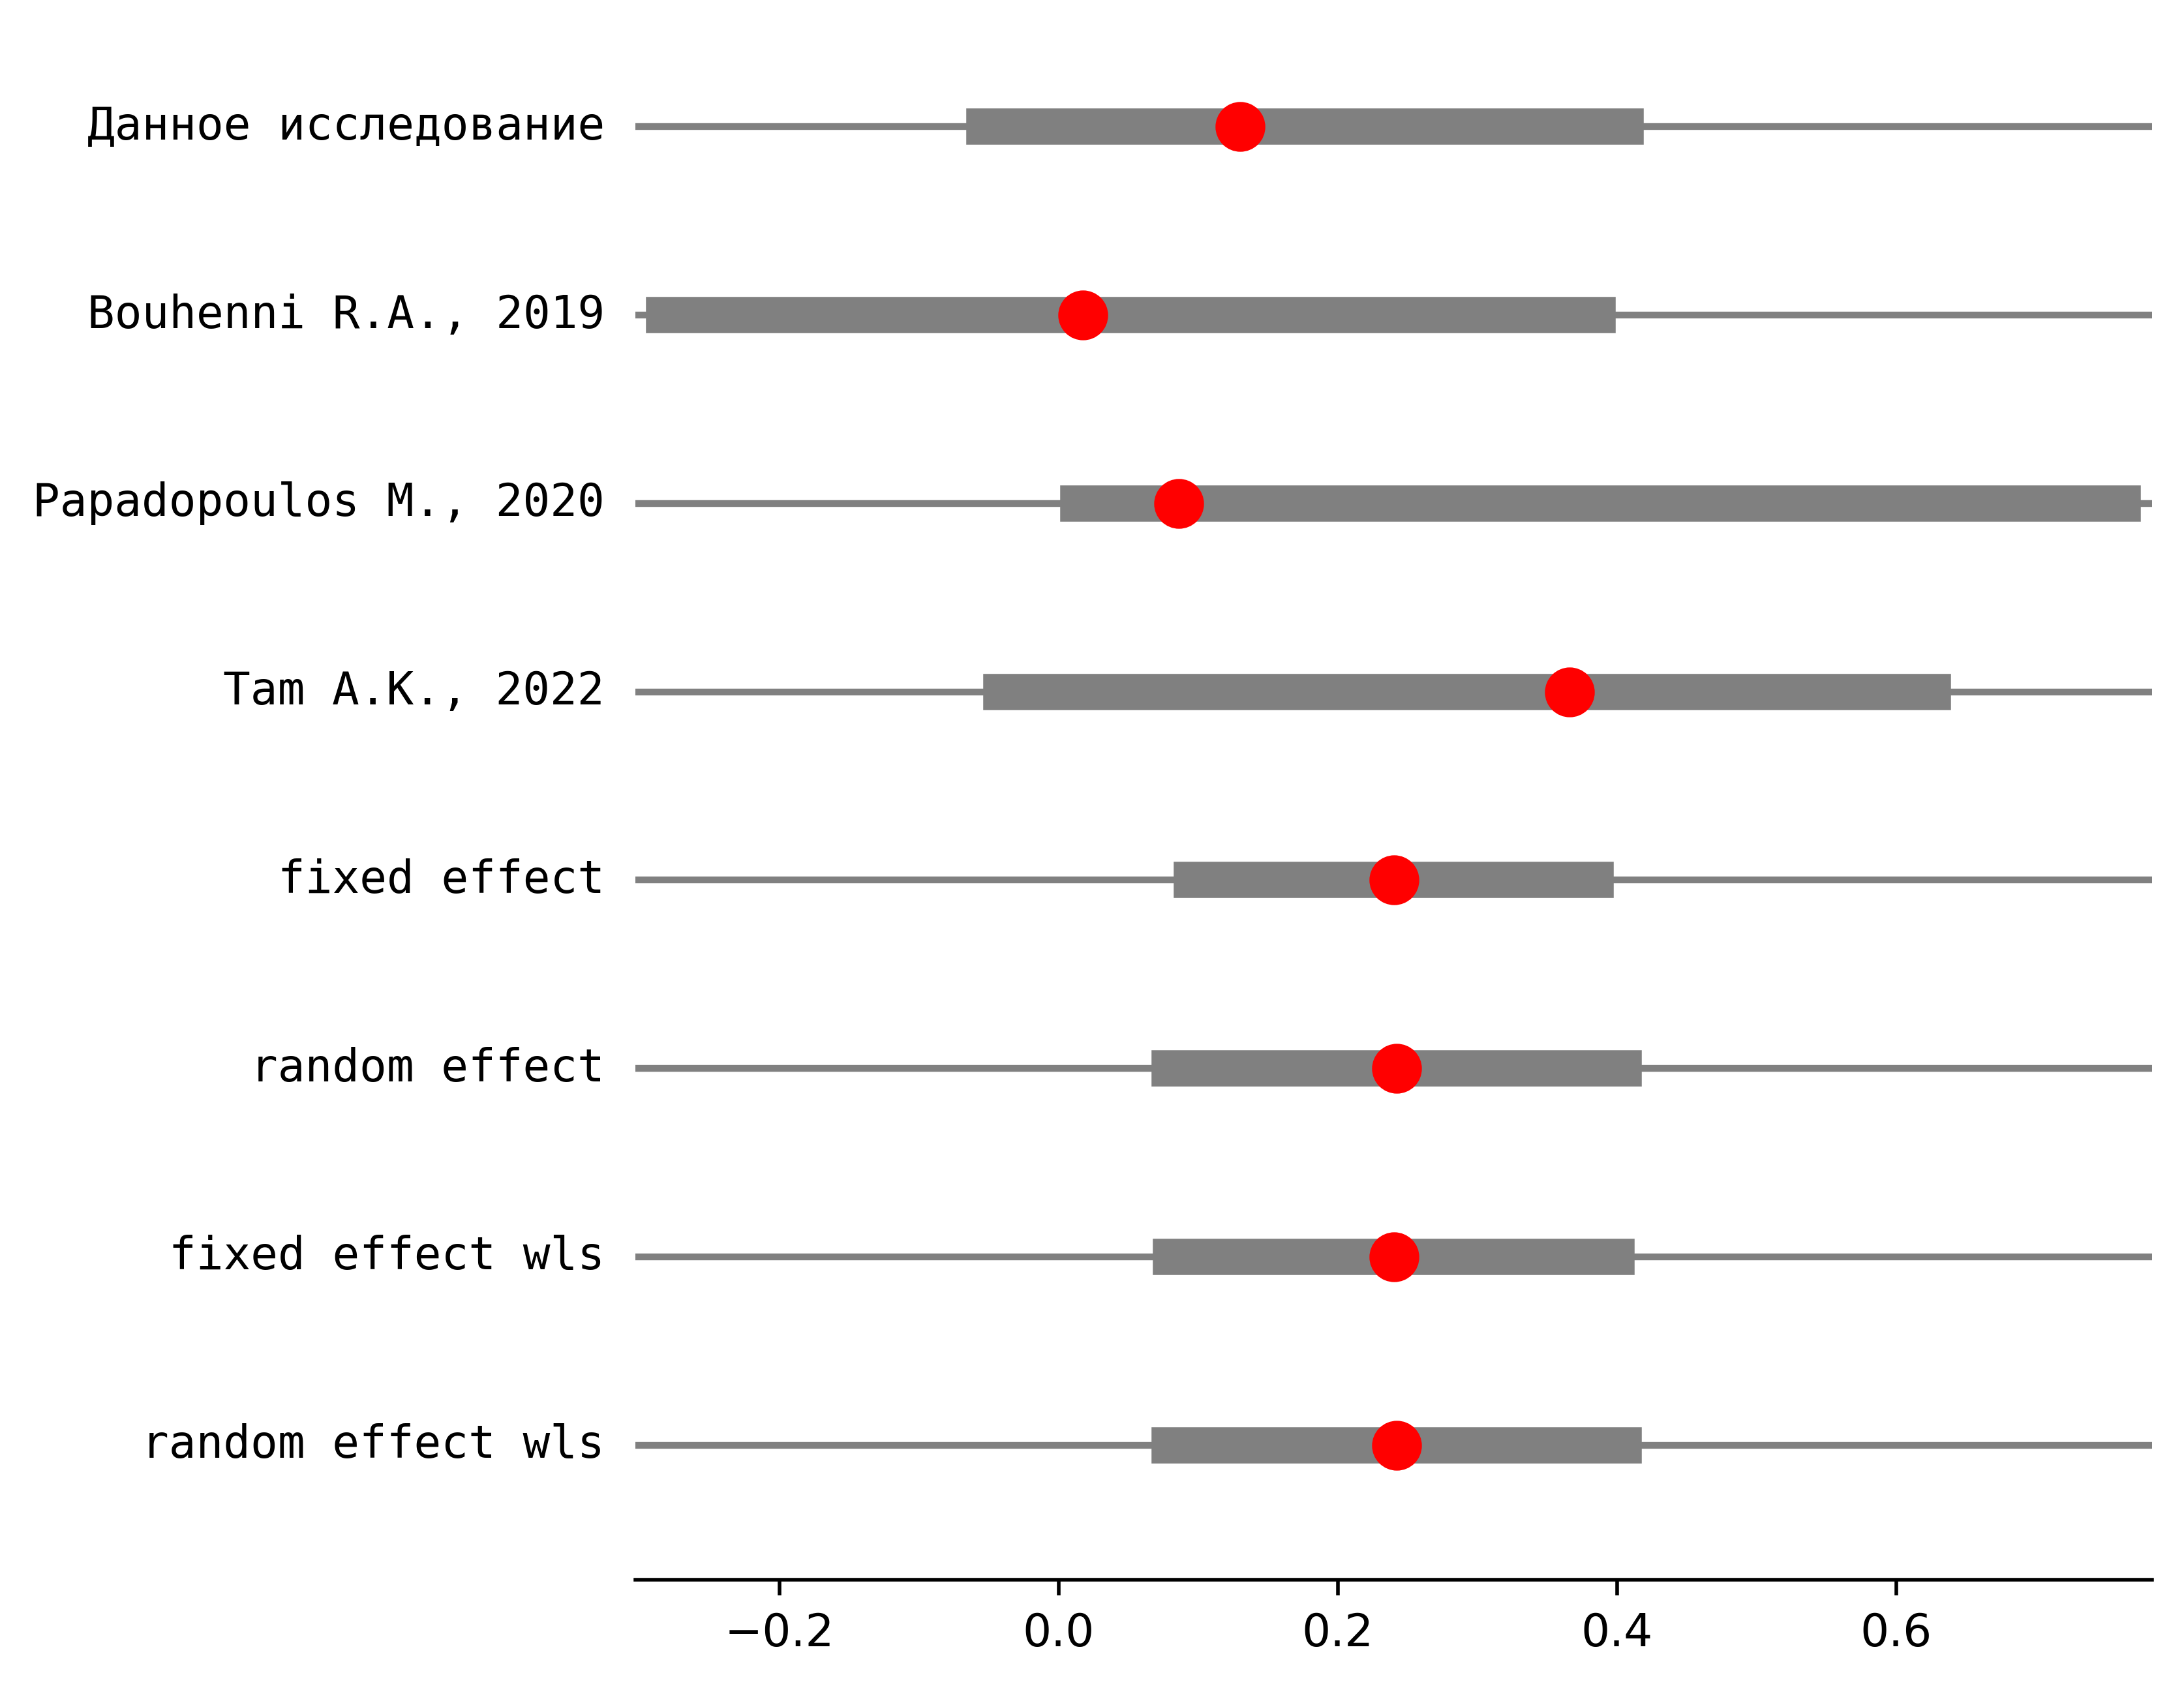 Данное исследование
Bouhenni R.A., 2019
Papadopoulos M., 2020
Tam A.K., 2022
fixed effect
random effect
fixed effect wls
random effect wls
−0.2 0.0 0.2 0.4 0.6